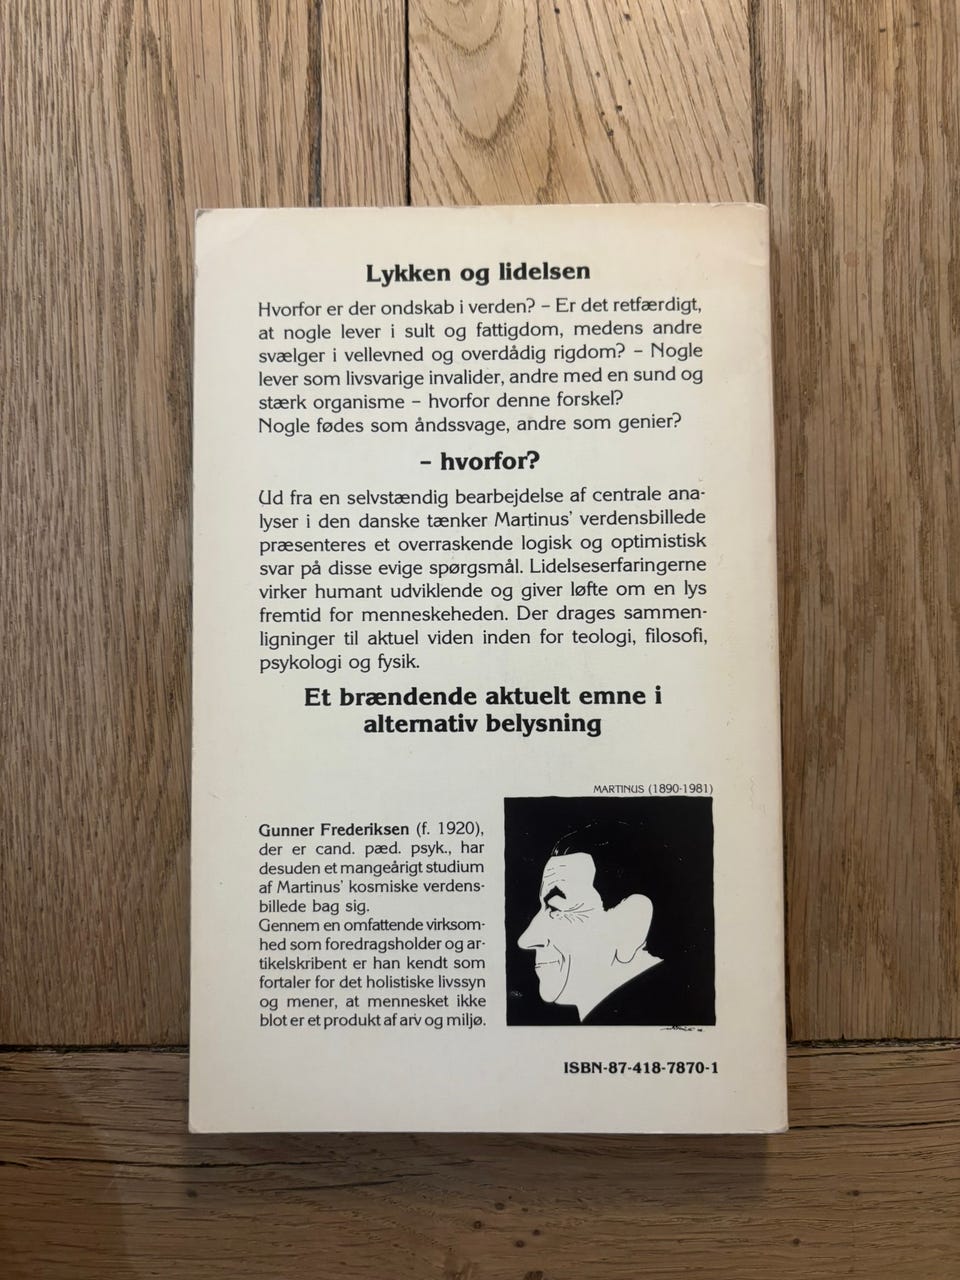 Lykken og lidelsen
Hvorfor er der ondskab i verden? – Er det retfærdigt,
at nogle lever i sult og fattigdom, medens andre
svælger i vellevned og overdådig rigdom? – Nogle
lever som livsvarige invalider, andre med en sund og
stærk organisme – hvorfor denne forskel?
Nogle fødes som åndssvage, andre som genier?
– hvorfor?
Ud fra en selvstændig bearbejdelse af centrale ana-
lyser i den danske tænker Martinus' verdensbillede
præsenteres et overraskende logisk og optimistisk
svar på disse evige spørgsmål. Lidelseserfaringerne
virker humant udviklende og giver løfte om en lys
fremtid for menneskeheden. Der drages sammen-
ligninger til aktuel viden inden for teologi, filosofi,
psykologi og fysik.
Et brændende aktuelt emne i
alternativ belysning
MARTINUS (1890-1981)
Gunner Frederiksen (f. 1920),
der er cand. pæd. psyk., har
desuden et mangeårigt studium
af Martinus' kosmiske verdens-
billede bag sig.
Gennem en omfattende virksom-
hed som foredragsholder og ar-
tikelskribent er han kendt som
fortaler for det holistiske livssyn
og mener, at mennesket ikke
blot er et produkt af arv og miljø.
ISBN-87-418-7870-1